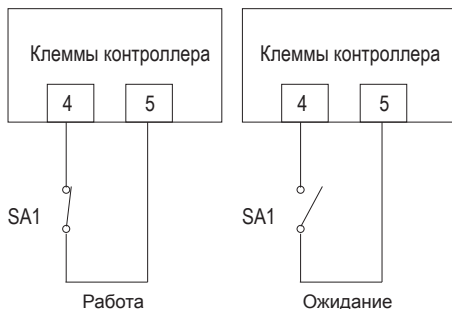 Клеммы контроллера
4 5
SA1
Работа
Клеммы контроллера
4 5
SA1
Ожидание